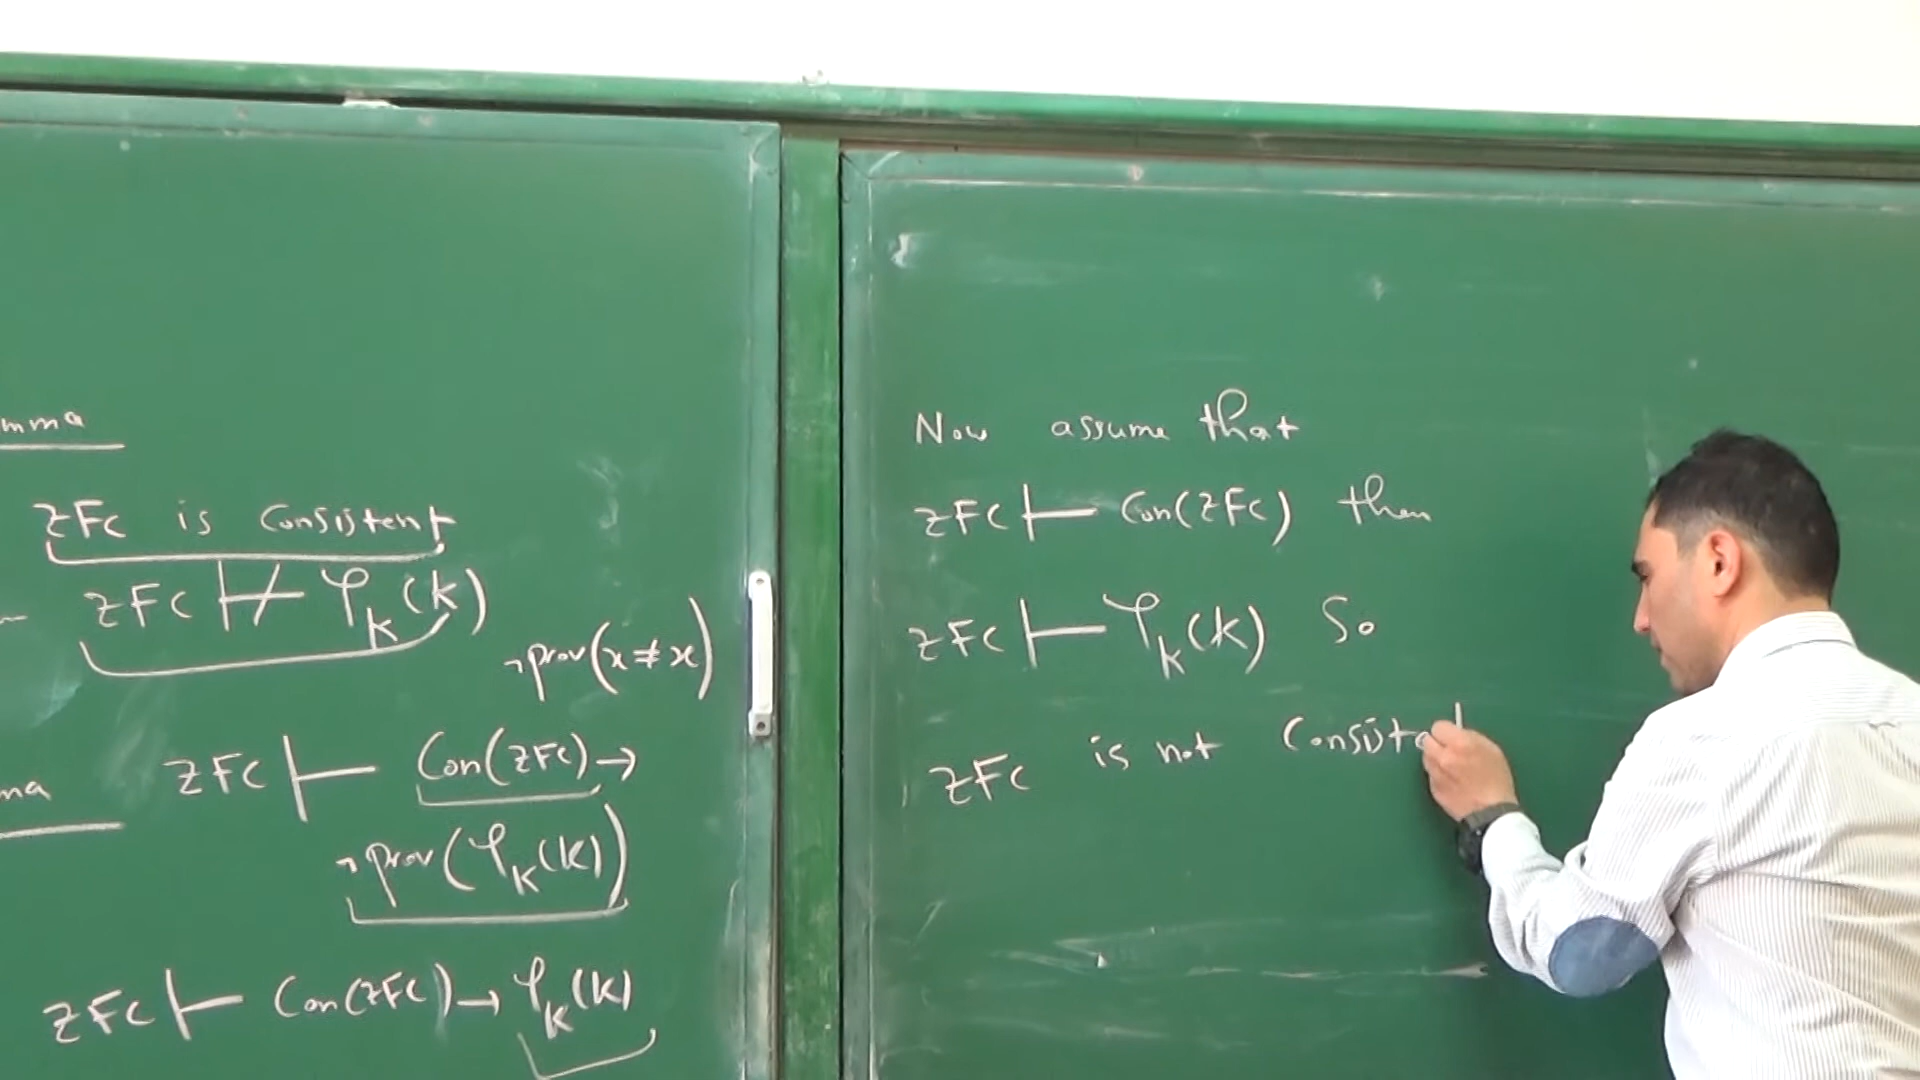 mma
ZFC is Consistent
ZFC ⊬ φ_k(k)
¬prov(x≠x)
ma
ZFC ⊢ Con(ZFC) →
¬prov(φ_k(k))
ZFC ⊢ Con(ZFC) → φ_k(k)
Now assume that
ZFC ⊢ Con(ZFC) then
ZFC ⊢ φ_k(k) So
ZFC is not Consiste